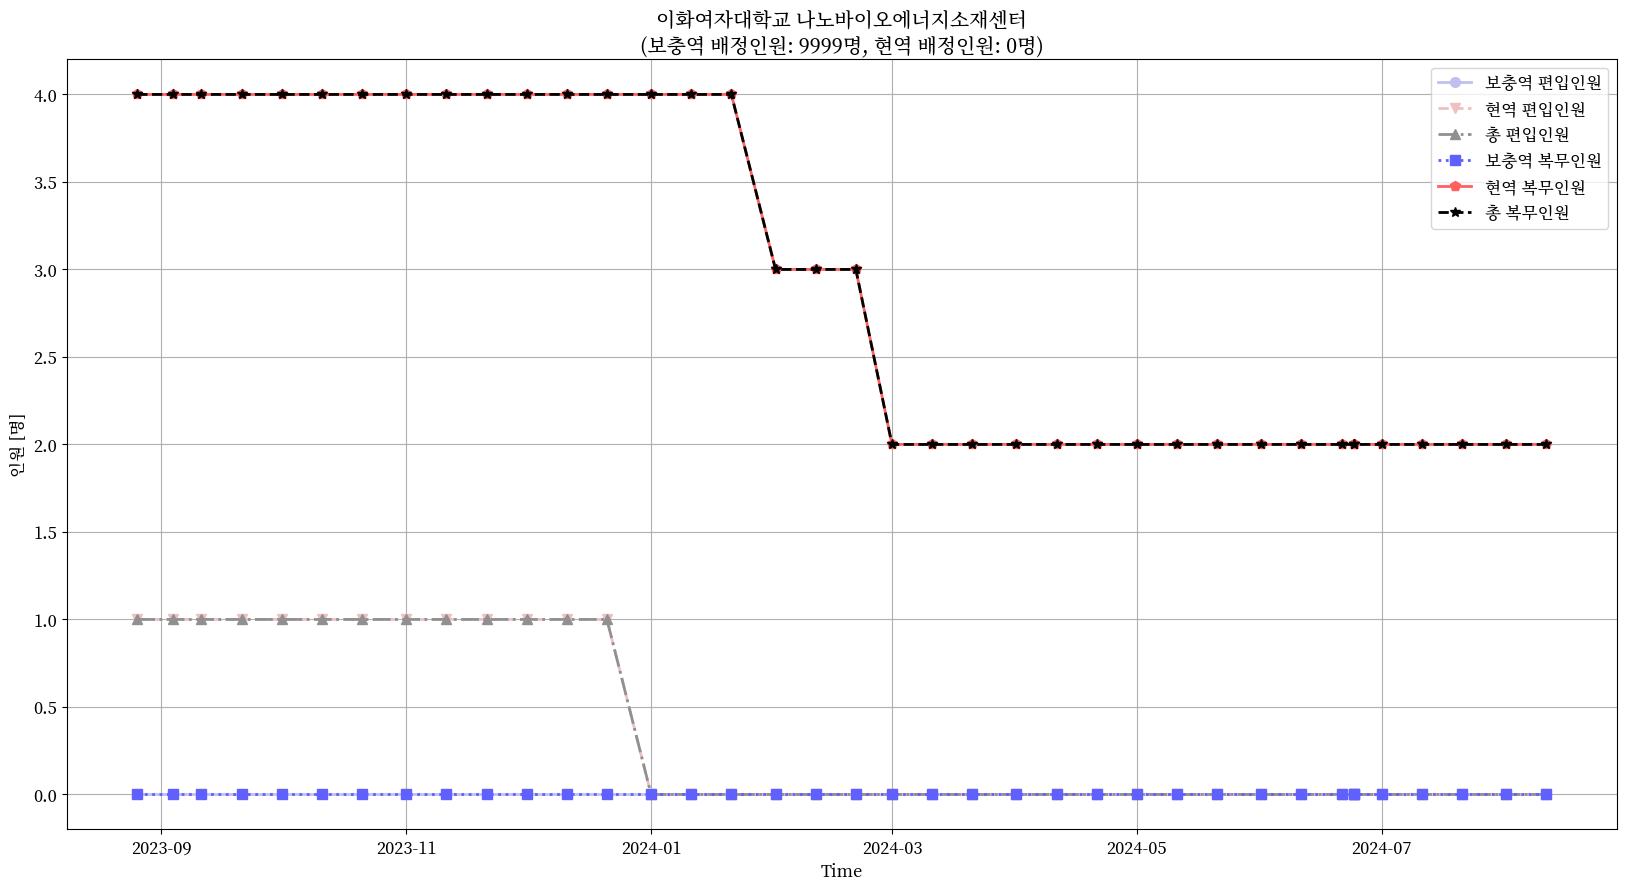 이화여자대학교 나노바이오에너지소재센터
(보충역 배정인원: 9999명, 현역 배정인원: 0명)
보충역 편입인원
현역 편입인원
총 편입인원
보충역 복무인원
현역 복무인원
총 복무인원
인원 [명]
4.0
3.5
3.0
2.5
2.0
1.5
1.0
0.5
0.0
2023-09
2023-11
2024-01
2024-03
2024-05
2024-07
Time